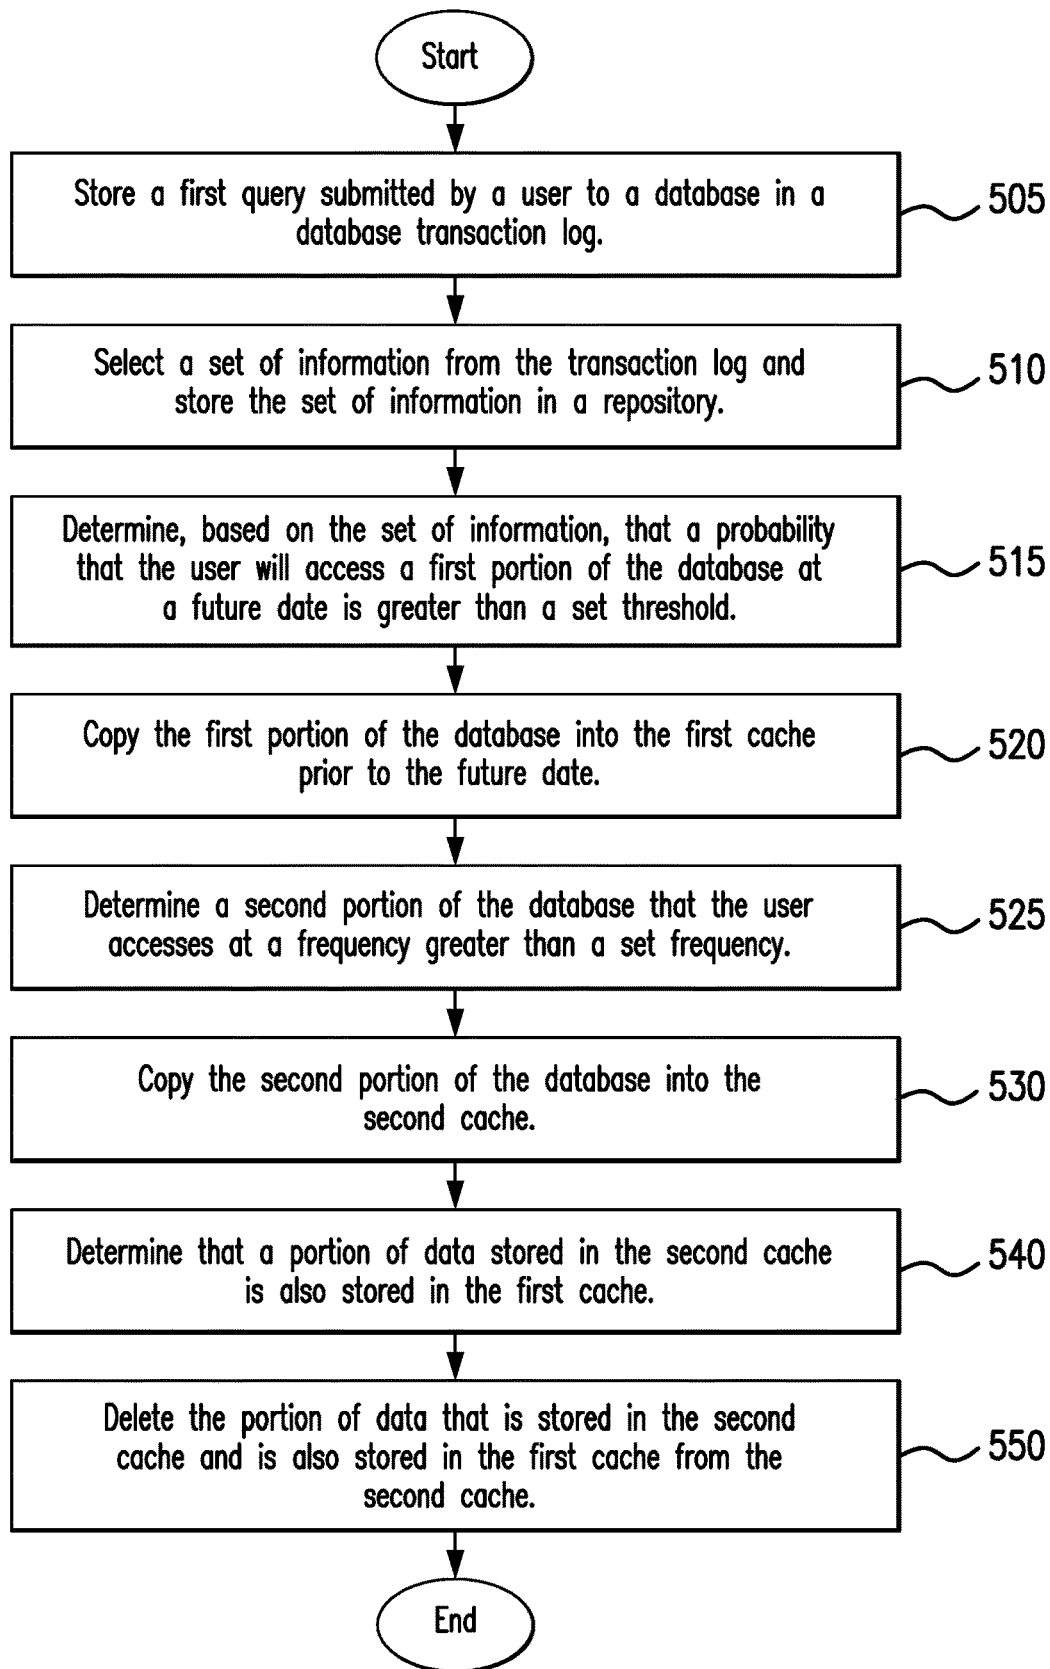 Start
Store a first query submitted by a user to a database in a
database transaction log.
505
Select a set of information from the transaction log and
store the set of information in a repository.
510
Determine, based on the set of information, that a probability
that the user will access a first portion of the database at
a future date is greater than a set threshold.
515
Copy the first portion of the database into the first cache
prior to the future date.
520
Determine a second portion of the database that the user
accesses at a frequency greater than a set frequency.
525
Copy the second portion of the database into the
second cache.
530
Determine that a portion of data stored in the second cache
is also stored in the first cache.
540
Delete the portion of data that is stored in the second
cache and is also stored in the first cache from the
second cache.
550
End